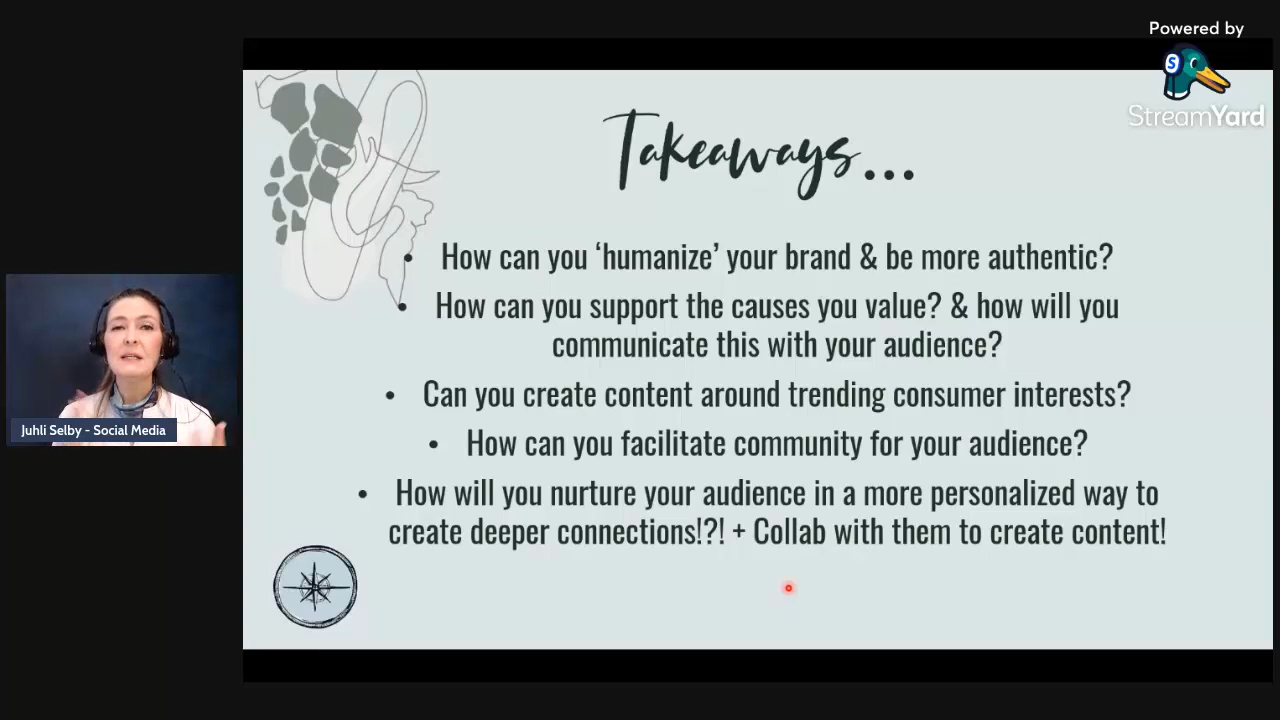 Powered by
S
StreamYard
Takeaways...
• How can you ‘humanize’ your brand & be more authentic?
• How can you support the causes you value? & how will you
communicate this with your audience?
• Can you create content around trending consumer interests?
• How can you facilitate community for your audience?
• How will you nurture your audience in a more personalized way to
create deeper connections!?! + Collab with them to create content!
Juhli Selby - Social Media